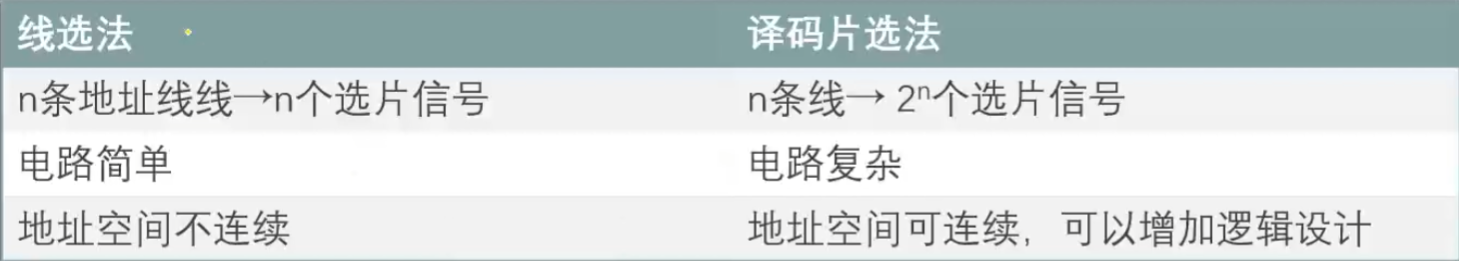 线选法
译码片选法
n条地址线线→n个选片信号
n条线→ 2ⁿ个选片信号
电路简单
电路复杂
地址空间不连续
地址空间可连续，可以增加逻辑设计